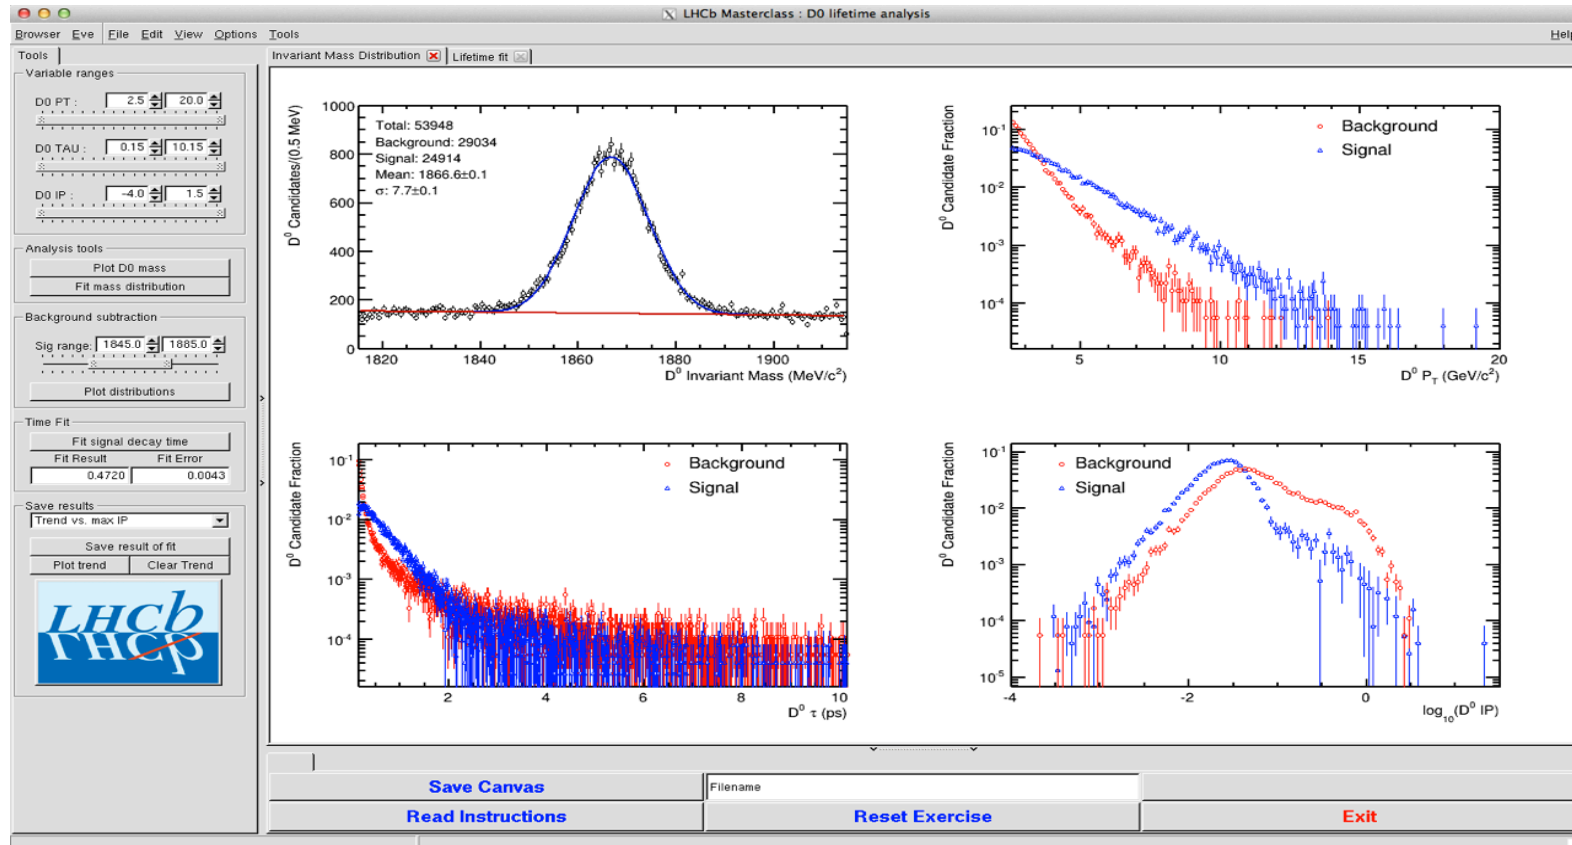 LHCb Masterclass : D0 lifetime analysis
Browser Eve File Edit View Options Tools Help
Tools
Variable ranges
D0 PT : 2.5 20.0
D0 TAU : 0.15 10.15
D0 IP : -4.0 1.5
Analysis tools
Plot D0 mass
Fit mass distribution
Background subtraction
Sig range: 1845.0 1885.0
Plot distributions
Time Fit
Fit signal decay time
Fit Result Fit Error
0.4720 0.0043
Save results
Trend vs. max IP
Save result of fit
Plot trend Clear Trend
LHCb
LHCb
Invariant Mass Distribution Lifetime fit
D⁰ Candidates/(0.5 MeV)
1000
800
600
400
200
0
Total: 53948
Background: 29034
Signal: 24914
Mean: 1866.6±0.1
σ: 7.7±0.1
1820 1840 1860 1880 1900
D⁰ Invariant Mass (MeV/c²)
D⁰ Candidate Fraction
10⁻¹
10⁻²
10⁻³
10⁻⁴
Background
Signal
5 10 15 20
D⁰ P_T (GeV/c²)
D⁰ Candidate Fraction
10⁻¹
10⁻²
10⁻³
10⁻⁴
Background
Signal
2 4 6 8 10
D⁰ τ (ps)
D⁰ Candidate Fraction
10⁻¹
10⁻²
10⁻³
10⁻⁴
10⁻⁵
Background
Signal
-4 -2 0
log₁₀(D⁰ IP)
Save Canvas Filename
Read Instructions Reset Exercise Exit